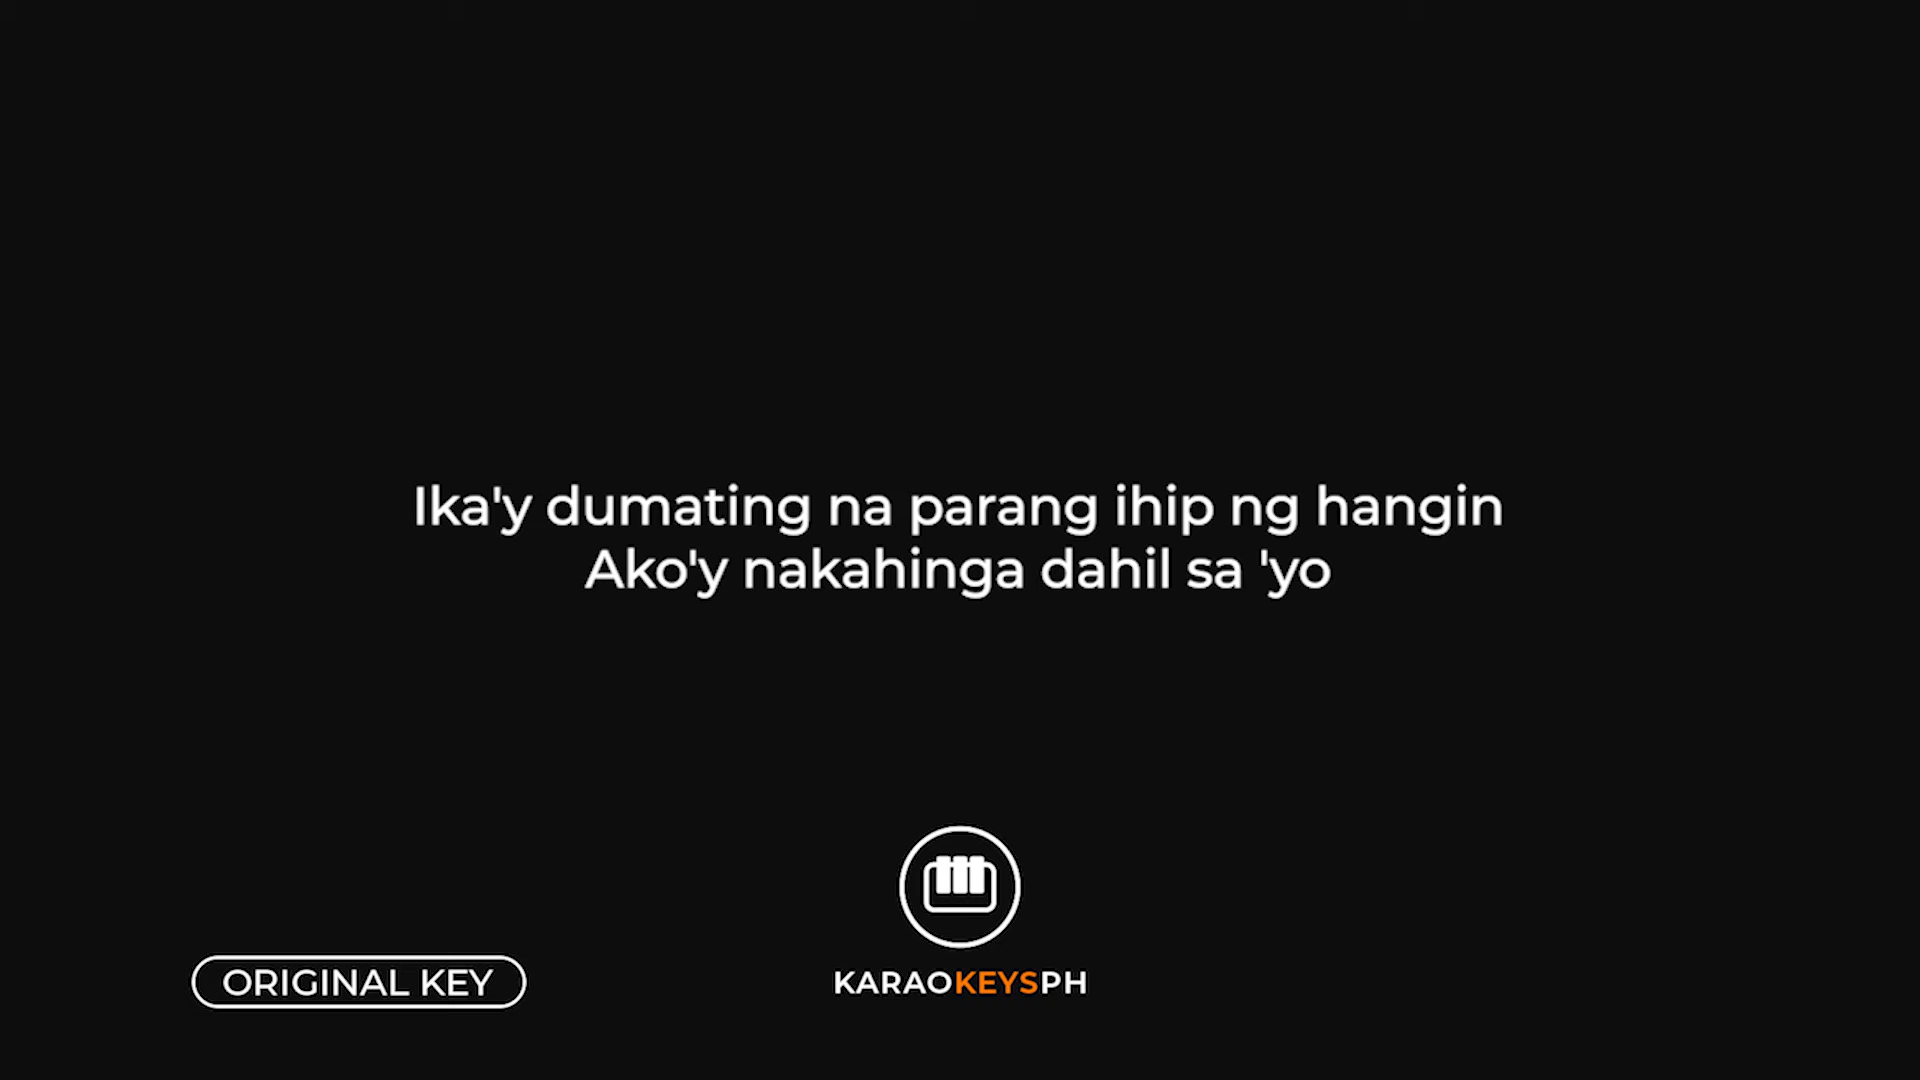 Ika'y dumating na parang ihip ng hangin
Ako'y nakahinga dahil sa 'yo
ORIGINAL KEY
KARAOKEYSPH